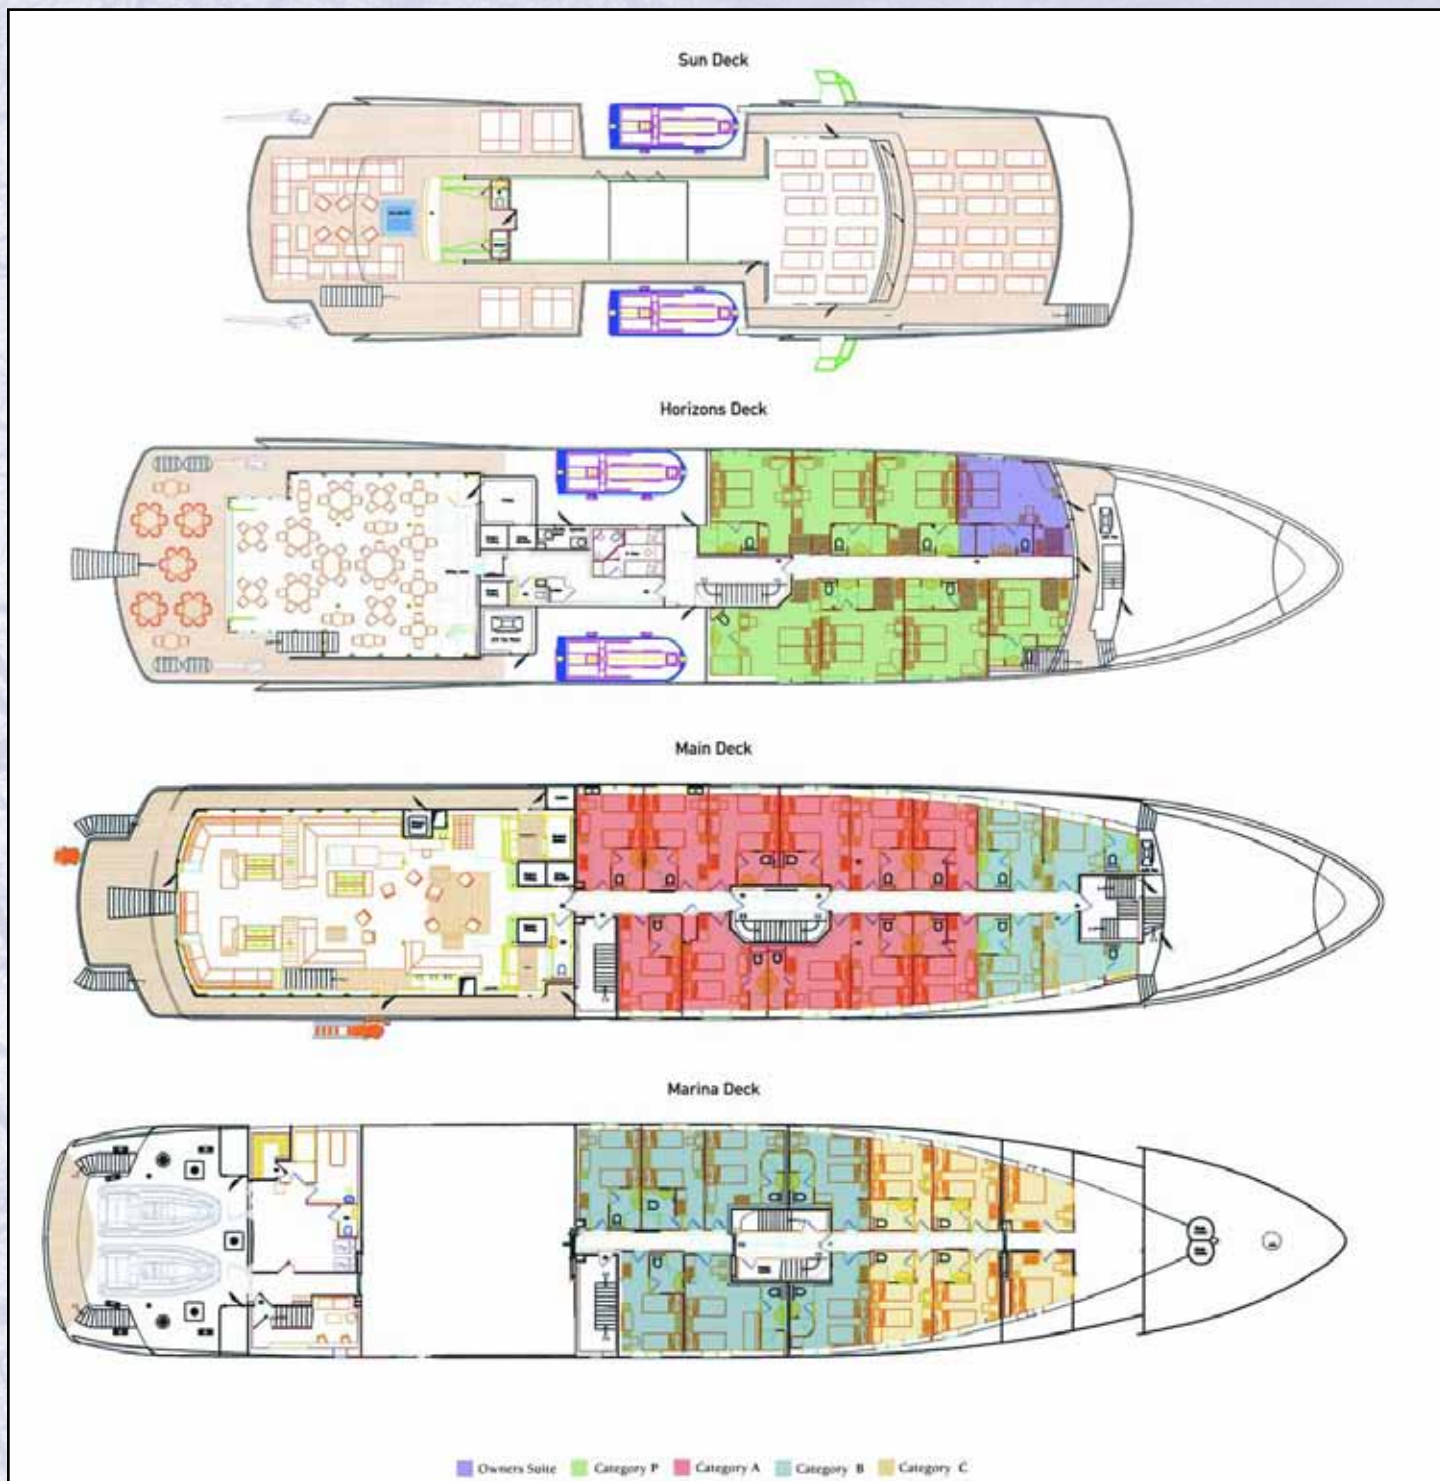 Sun Deck
Horizons Deck
Main Deck
Marina Deck
Owners Suite Category P Category A Category B Category C